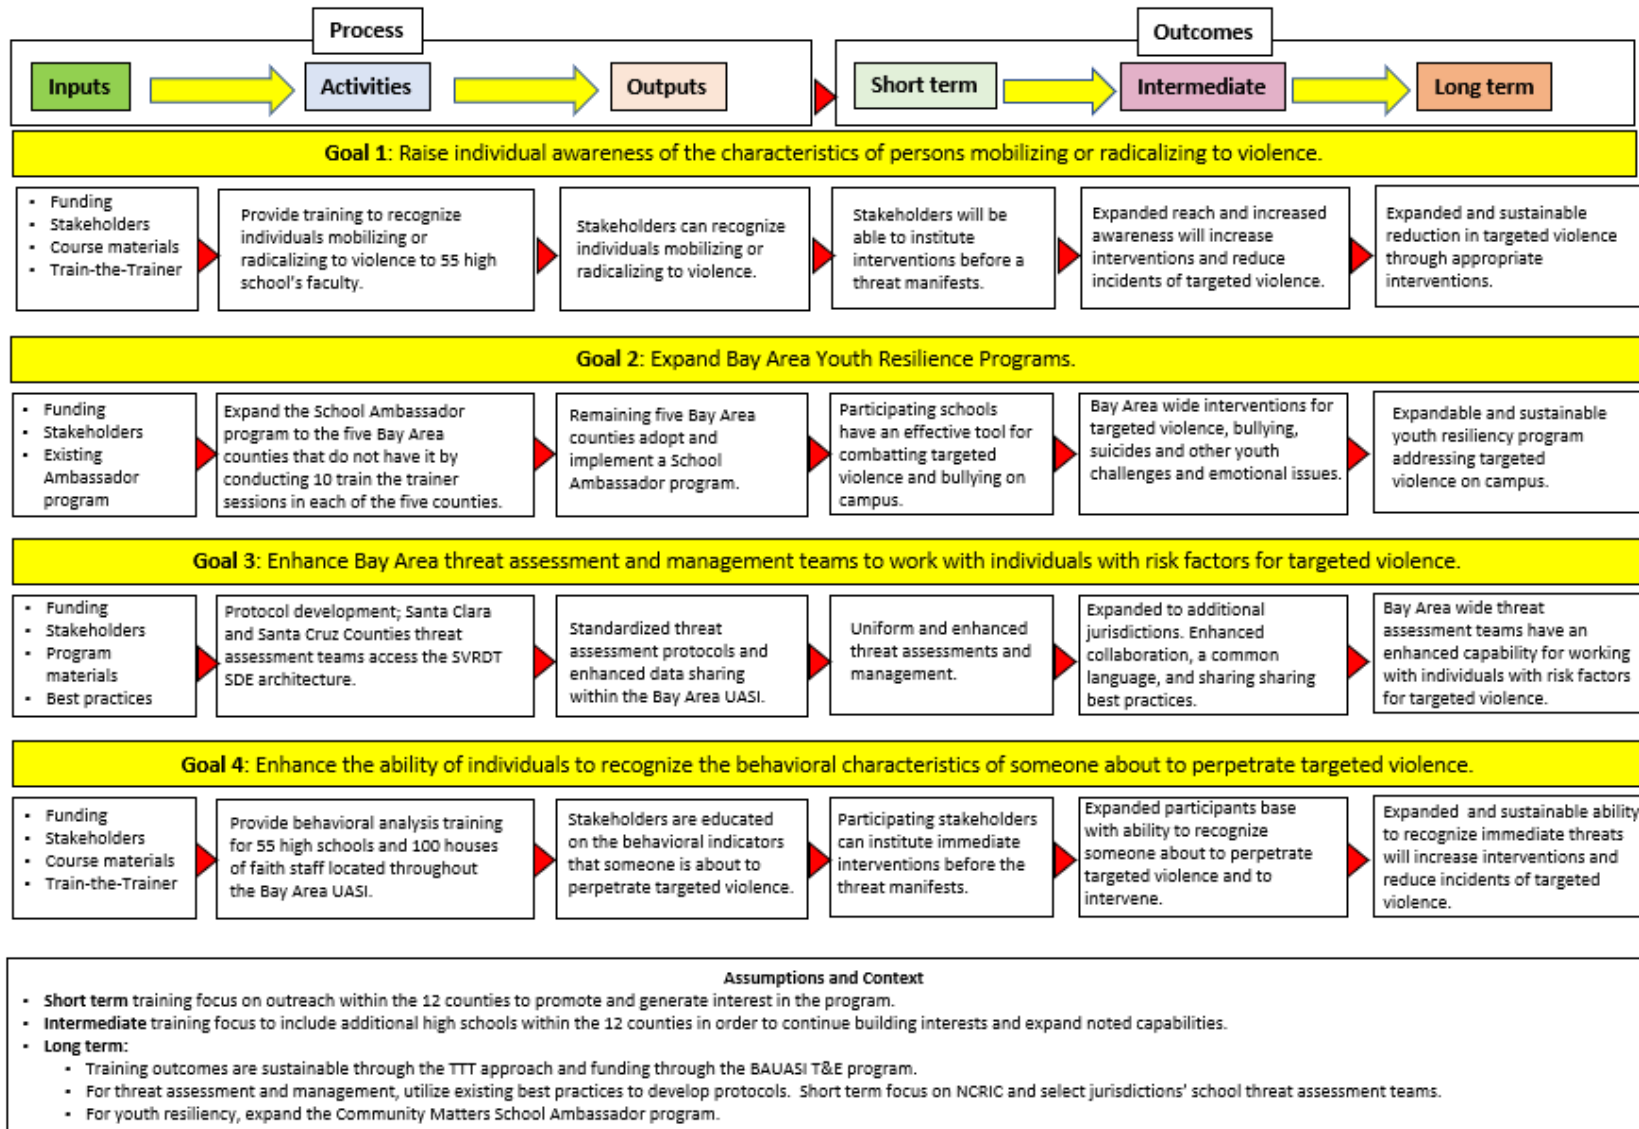 Process
Outcomes
Inputs
Activities
Outputs
Short term
Intermediate
Long term
Goal 1: Raise individual awareness of the characteristics of persons mobilizing or radicalizing to violence.
▪ Funding
▪ Stakeholders
▪ Course materials
▪ Train-the-Trainer
Provide training to recognize
individuals mobilizing or
radicalizing to violence to 55 high
school's faculty.
Stakeholders can recognize
individuals mobilizing or
radicalizing to violence.
Stakeholders will be
able to institute
interventions before a
threat manifests.
Expanded reach and increased
awareness will increase
interventions and reduce
incidents of targeted violence.
Expanded and sustainable
reduction in targeted violence
through appropriate
interventions.
Goal 2: Expand Bay Area Youth Resilience Programs.
▪ Funding
▪ Stakeholders
▪ Existing
Ambassador
program
Expand the School Ambassador
program to the five Bay Area
counties that do not have it by
conducting 10 train the trainer
sessions in each of the five counties.
Remaining five Bay Area
counties adopt and
implement a School
Ambassador program.
Participating schools
have an effective tool for
combatting targeted
violence and bullying on
campus.
Bay Area wide interventions for
targeted violence, bullying,
suicides and other youth
challenges and emotional issues.
Expandable and sustainable
youth resiliency program
addressing targeted
violence on campus.
Goal 3: Enhance Bay Area threat assessment and management teams to work with individuals with risk factors for targeted violence.
▪ Funding
▪ Stakeholders
▪ Program
materials
▪ Best practices
Protocol development; Santa Clara
and Santa Cruz Counties threat
assessment teams access the SVRDT
SDE architecture.
Standardized threat
assessment protocols and
enhanced data sharing
within the Bay Area UASI.
Uniform and enhanced
threat assessments and
management.
Expanded to additional
jurisdictions. Enhanced
collaboration, a common
language, and sharing sharing
best practices.
Bay Area wide threat
assessment teams have an
enhanced capability for working
with individuals with risk factors
for targeted violence.
Goal 4: Enhance the ability of individuals to recognize the behavioral characteristics of someone about to perpetrate targeted violence.
▪ Funding
▪ Stakeholders
▪ Course materials
▪ Train-the-Trainer
Provide behavioral analysis training
for 55 high schools and 100 houses
of faith staff located throughout
the Bay Area UASI.
Stakeholders are educated
on the behavioral indicators
that someone is about to
perpetrate targeted violence.
Participating stakeholders
can institute immediate
interventions before the
threat manifests.
Expanded participants base
with ability to recognize
someone about to perpetrate
targeted violence and to
intervene.
Expanded and sustainable ability
to recognize immediate threats
will increase interventions and
reduce incidents of targeted
violence.
Assumptions and Context
▪ Short term training focus on outreach within the 12 counties to promote and generate interest in the program.
▪ Intermediate training focus to include additional high schools within the 12 counties in order to continue building interests and expand noted capabilities.
▪ Long term:
▪ Training outcomes are sustainable through the TTT approach and funding through the BAUASI T&E program.
▪ For threat assessment and management, utilize existing best practices to develop protocols. Short term focus on NCRIC and select jurisdictions' school threat assessment teams.
▪ For youth resiliency, expand the Community Matters School Ambassador program.